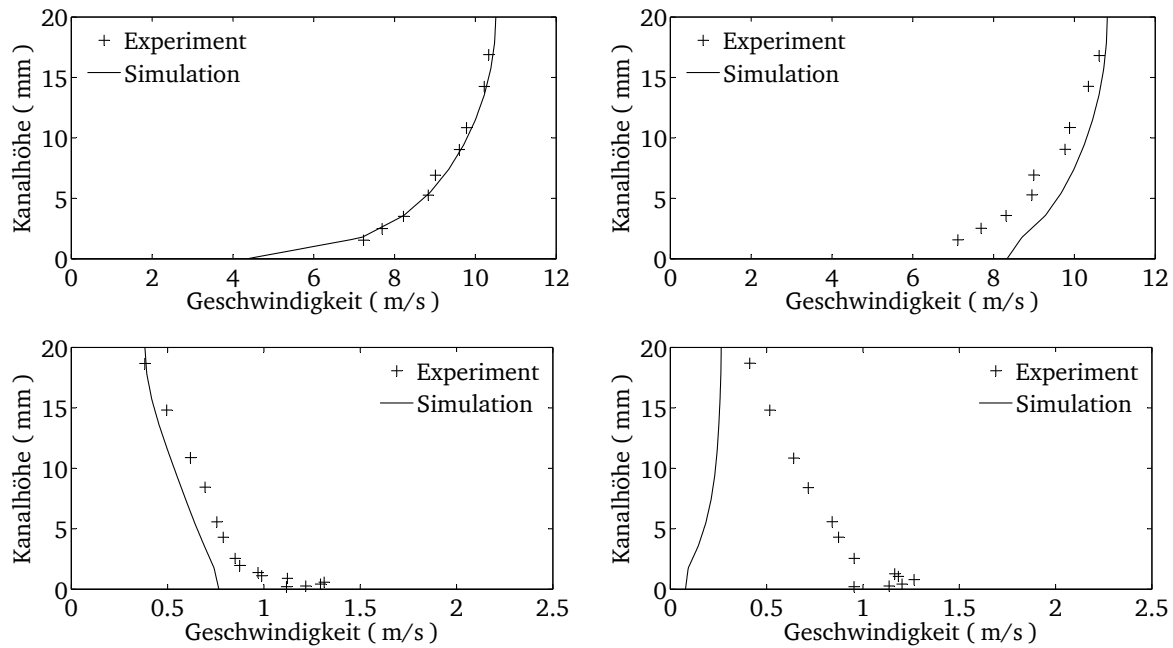 20
15
10
5
0
Kanalhöhe ( mm )
Experiment
Simulation
0 2 4 6 8 10 12
Geschwindigkeit ( m/s )
20
15
10
5
0
Kanalhöhe ( mm )
Experiment
Simulation
0 2 4 6 8 10 12
Geschwindigkeit ( m/s )
20
15
10
5
0
Kanalhöhe ( mm )
Experiment
Simulation
0 0.5 1 1.5 2 2.5
Geschwindigkeit ( m/s )
20
15
10
5
0
Kanalhöhe ( mm )
Experiment
Simulation
0 0.5 1 1.5 2 2.5
Geschwindigkeit ( m/s )